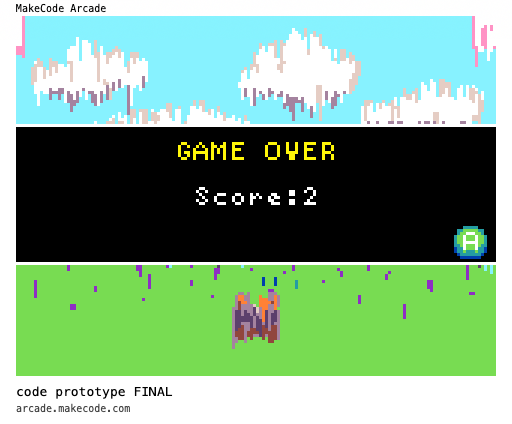 MakeCode Arcade
GAME OVER
Score:2
A
code prototype FINAL
arcade.makecode.com